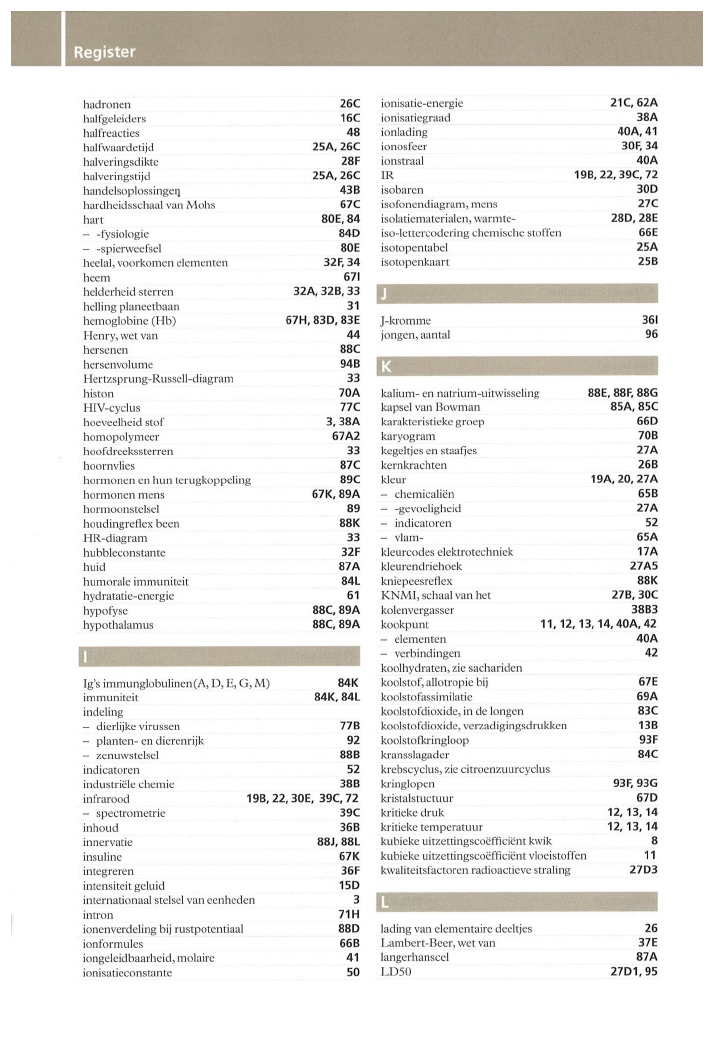 Register
hadronen 26C
halfgeleiders 16C
halfreacties 48
halfwaardetijd 25A, 26C
halveringsdikte 28F
halveringstijd 25A, 26C
handelsoplossingen 43B
hardheidsschaal van Mohs 67C
hart 80E, 84
– -fysiologie 84D
– -spierweefsel 80E
heelal, voorkomen elementen 32F, 34
heem 67I
helderheid sterren 32A, 32B, 33
helling planeetbaan 31
hemoglobine (Hb) 67H, 83D, 83E
Henry, wet van 44
hersenen 88C
hersenvolume 94B
Hertzsprung-Russell-diagram 33
histon 70A
HIV-cyclus 77C
hoeveelheid stof 3, 38A
homopolymeer 67A2
hoofdreekssterren 33
hoornvlies 87C
hormonen en hun terugkoppeling 89C
hormonen mens 67K, 89A
hormoonstelsel 89
houdingreflex been 88K
HR-diagram 33
hubbleconstante 32F
huid 87A
humorale immuniteit 84L
hydratatie-energie 61
hypofyse 88C, 89A
hypothalamus 88C, 89A
I
Ig's immunglobulinen(A, D, E, G, M) 84K
immuniteit 84K, 84L
indeling
– dierlijke virussen 77B
– planten- en dierenrijk 92
– zenuwstelsel 88B
indicatoren 52
industriële chemie 38B
infrarood 19B, 22, 30E, 39C, 72
– spectrometrie 39C
inhoud 36B
innervatie 88J, 88L
insuline 67K
integreren 36F
intensiteit geluid 15D
internationaal stelsel van eenheden 3
intron 71H
ionenverdeling bij rustpotentiaal 88D
ionformules 66B
iongeleidbaarheid, molaire 41
ionisatieconstante 50
ionisatie-energie 21C, 62A
ionisatiegraad 38A
ionlading 40A, 41
ionosfeer 30F, 34
ionstraal 40A
IR 19B, 22, 39C, 72
isobaren 30D
isofonendiagram, mens 27C
isolatiematerialen, warmte- 28D, 28E
iso-lettercodering chemische stoffen 66E
isotopentabel 25A
isotopenkaart 25B
J
J-kromme 36I
jongen, aantal 96
K
kalium- en natrium-uitwisseling 88E, 88F, 88G
kapsel van Bowman 85A, 85C
karakteristieke groep 66D
karyogram 70B
kegeltjes en staafjes 27A
kernkrachten 26B
kleur 19A, 20, 27A
– chemicaliën 65B
– -gevoeligheid 27A
– indicatoren 52
– vlam- 65A
kleurcodes elektrotechniek 17A
kleurendriehoek 27A5
kniepeesreflex 88K
KNMI, schaal van het 27B, 30C
kolenvergasser 38B3
kookpunt 11, 12, 13, 14, 40A, 42
– elementen 40A
– verbindingen 42
koolhydraten, zie sachariden
koolstof, allotropie bij 67E
koolstofassimilatie 69A
koolstofdioxide, in de longen 83C
koolstofdioxide, verzadigingsdrukken 13B
koolstofkringloop 93F
kransslagader 84C
krebscyclus, zie citroenzuurcyclus
kringlopen 93F, 93G
kristalstuctuur 67D
kritieke druk 12, 13, 14
kritieke temperatuur 12, 13, 14
kubieke uitzettingscoëfficiënt kwik 8
kubieke uitzettingscoëfficiënt vloeistoffen 11
kwaliteitsfactoren radioactieve straling 27D3
L
lading van elementaire deeltjes 26
Lambert-Beer, wet van 37E
langerhanscel 87A
LD50 27D1, 95